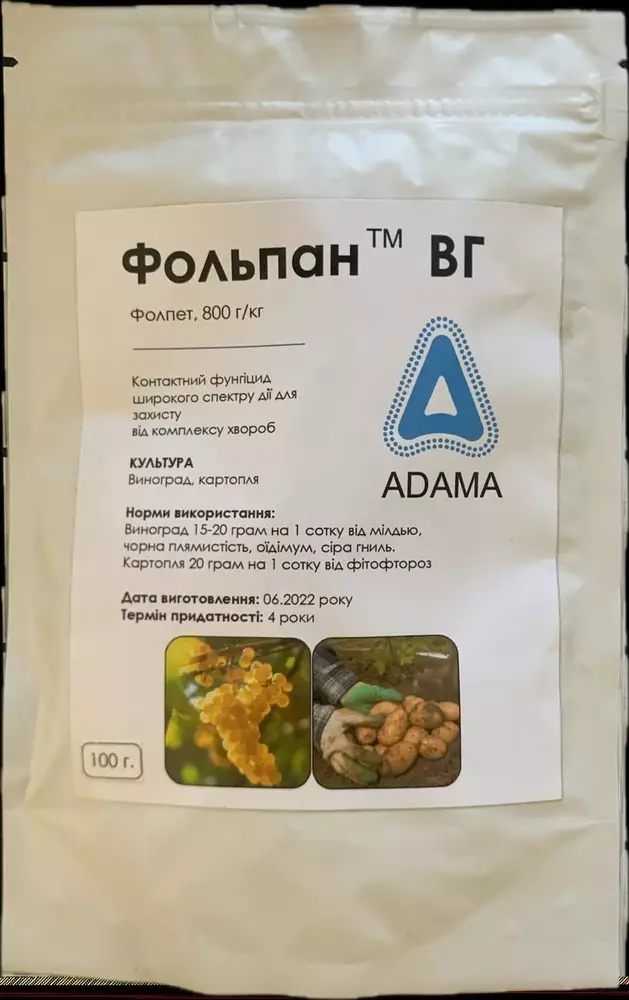 Фольпан™ ВГ
Фолпет, 800 г/кг
Контактний фунгіцид
широкого спектру дії для
захисту
від комплексу хвороб
КУЛЬТУРА
Виноград, картопля
ADAMA
Норми використання:
Виноград 15-20 грам на 1 сотку від мілдью,
чорна плямистість, оїдімум, сіра гниль.
Картопля 20 грам на 1 сотку від фітофтороз
Дата виготовлення: 06.2022 року
Термін придатності: 4 роки
100 г.